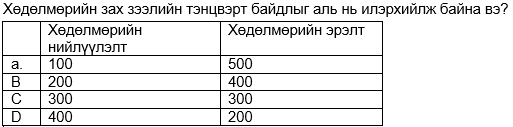 Хөдөлмөрийн зах зээлийн тэнцвэрт байдлыг аль нь илэрхийлж байна вэ?
Хөдөлмөрийн нийлүүлэлт Хөдөлмөрийн эрэлт
a. 100 500
B 200 400
C 300 300
D 400 200